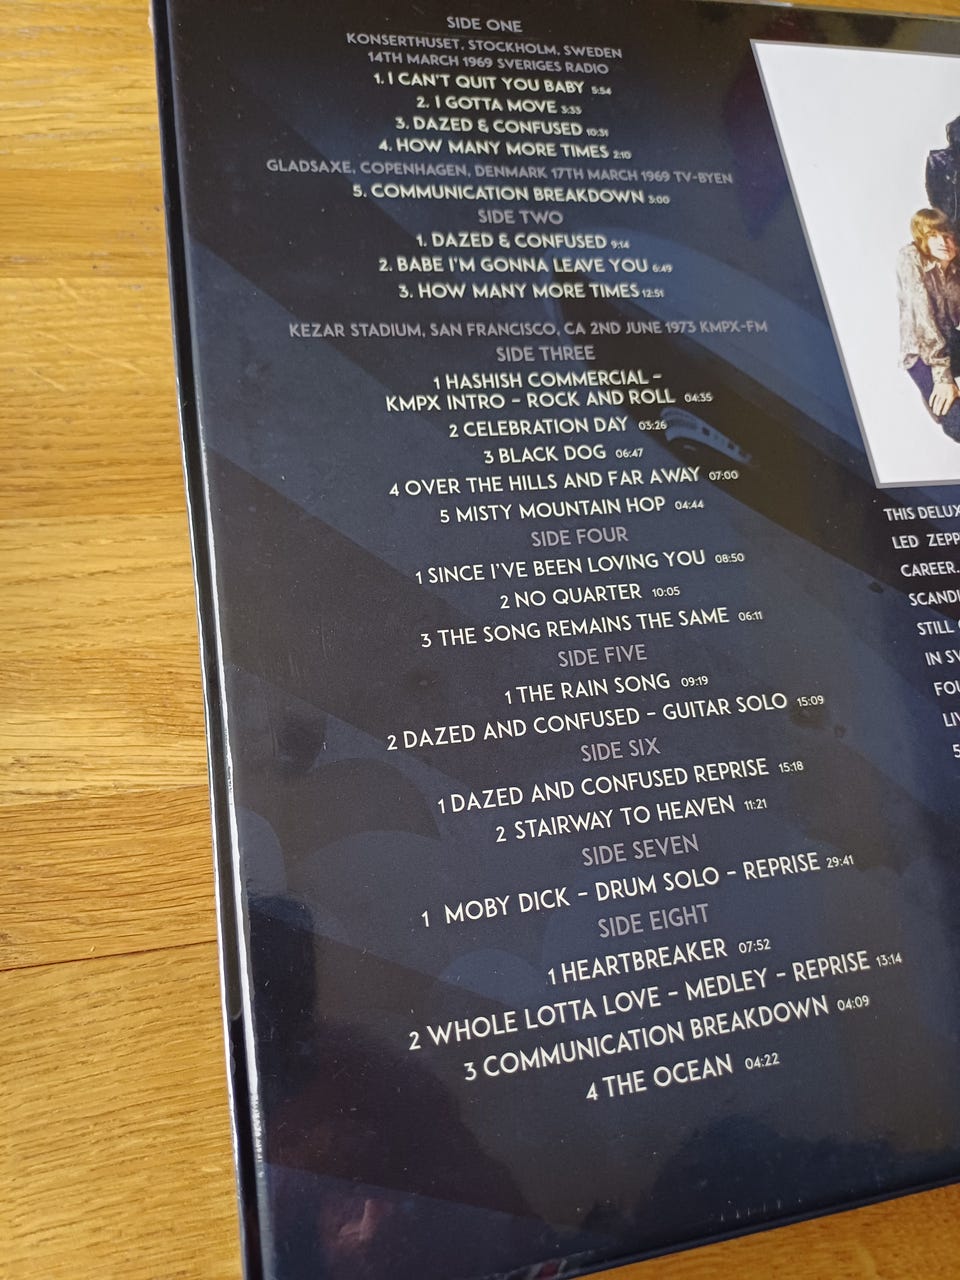 SIDE ONE
KONSERTHUSET, STOCKHOLM, SWEDEN
14TH MARCH 1969 SVERIGES RADIO
1. I CAN'T QUIT YOU BABY 5:54
2. I GOTTA MOVE 3:33
3. DAZED & CONFUSED 10:31
4. HOW MANY MORE TIMES 2:10
GLADSAXE, COPENHAGEN, DENMARK 17TH MARCH 1969 TV-BYEN
5. COMMUNICATION BREAKDOWN 3:00
SIDE TWO
1. DAZED & CONFUSED 9:14
2. BABE I'M GONNA LEAVE YOU 6:49
3. HOW MANY MORE TIMES 12:51
KEZAR STADIUM, SAN FRANCISCO, CA 2ND JUNE 1973 KMPX-FM
SIDE THREE
1 HASHISH COMMERCIAL –
KMPX INTRO – ROCK AND ROLL 04:35
2 CELEBRATION DAY 03:26
3 BLACK DOG 06:47
4 OVER THE HILLS AND FAR AWAY 07:00
5 MISTY MOUNTAIN HOP 04:44
SIDE FOUR
1 SINCE I'VE BEEN LOVING YOU 08:50
2 NO QUARTER 10:05
3 THE SONG REMAINS THE SAME 06:11
SIDE FIVE
1 THE RAIN SONG 09:19
2 DAZED AND CONFUSED – GUITAR SOLO 15:09
SIDE SIX
1 DAZED AND CONFUSED REPRISE 15:18
2 STAIRWAY TO HEAVEN 11:21
SIDE SEVEN
1 MOBY DICK – DRUM SOLO – REPRISE 29:41
SIDE EIGHT
1 HEARTBREAKER 07:52
2 WHOLE LOTTA LOVE – MEDLEY – REPRISE 13:14
3 COMMUNICATION BREAKDOWN 04:09
4 THE OCEAN 04:22
THIS DELUX
LED ZEPP
CAREER.
SCANDI
STILL
IN SV
FOU
LIV
5